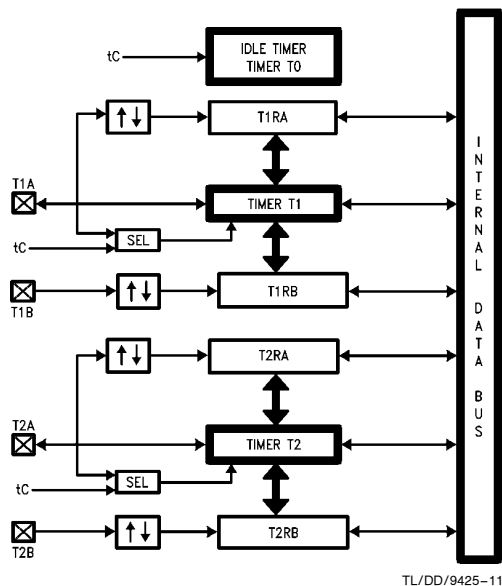 tC
IDLE TIMER
TIMER T0
↑↓
T1RA
T1A
TIMER T1
SEL
tC
T1B
↑↓
T1RB
↑↓
T2RA
T2A
TIMER T2
SEL
tC
T2B
↑↓
T2RB
INTERNAL DATA BUS
TL/DD/9425-11